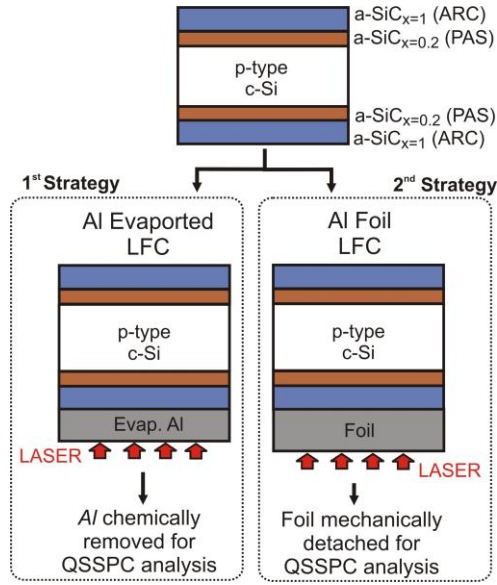 a-SiCx=1 (ARC)
a-SiCx=0.2 (PAS)
p-type
c-Si
a-SiCx=0.2 (PAS)
a-SiCx=1 (ARC)
1st Strategy
2nd Strategy
Al Evaported
LFC
p-type
c-Si
Evap. Al
LASER
Al chemically
removed for
QSSPC analysis
Al Foil
LFC
p-type
c-Si
Foil
LASER
Foil mechanically
detached for
QSSPC analysis